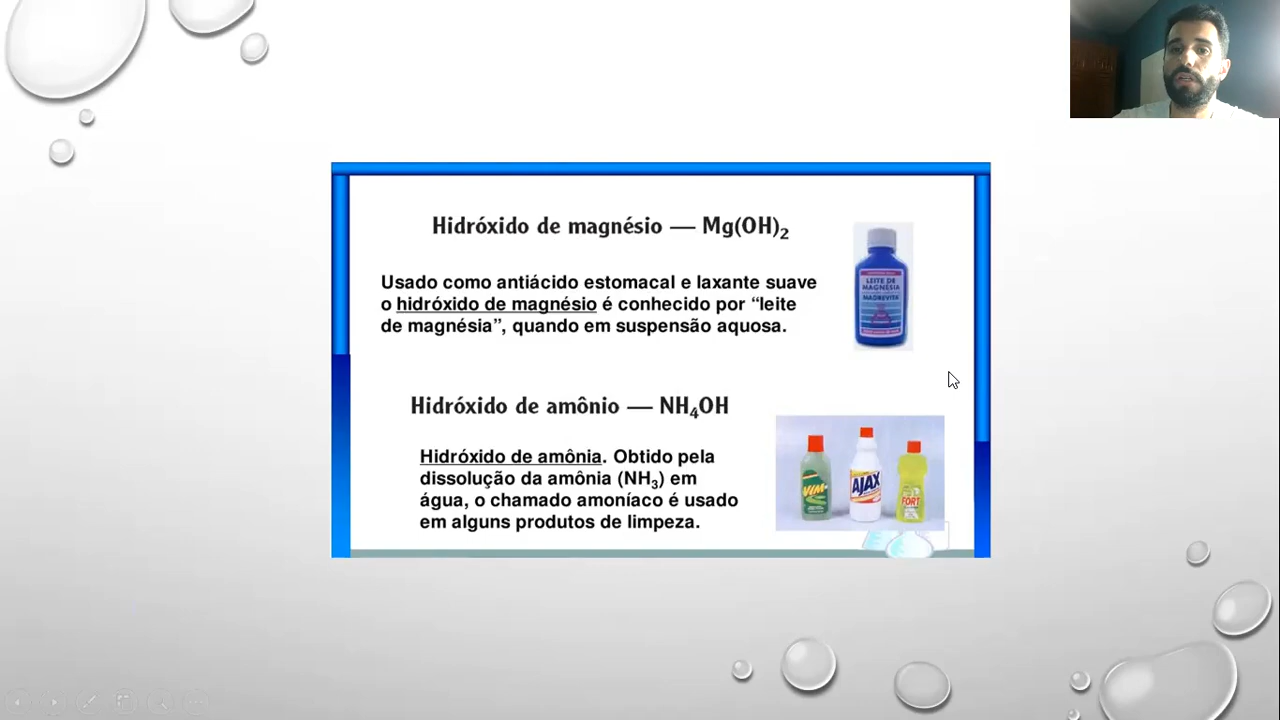 Hidróxido de magnésio — Mg(OH)₂
Usado como antiácido estomacal e laxante suave
o hidróxido de magnésio é conhecido por “leite
de magnésia”, quando em suspensão aquosa.
LEITE DE
MAGNÉSIA
Hidróxido de amônio — NH₄OH
Hidróxido de amônia. Obtido pela
dissolução da amônia (NH₃) em
água, o chamado amoníaco é usado
em alguns produtos de limpeza.
VIM
AJAX
FORT